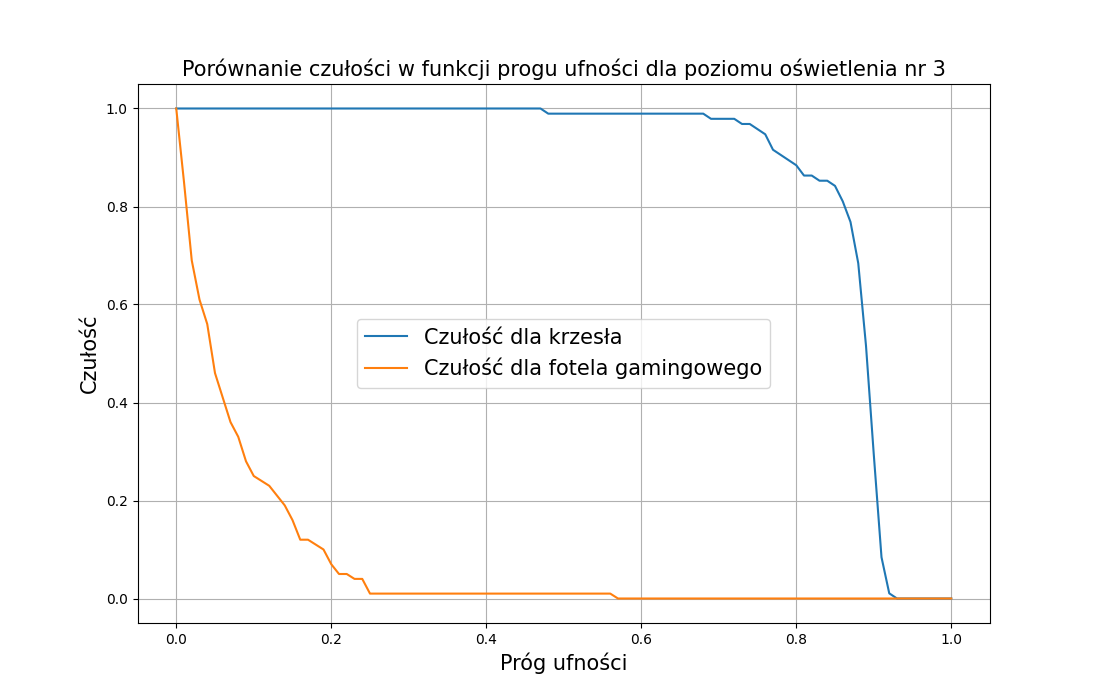 Porównanie czułości w funkcji progu ufności dla poziomu oświetlenia nr 3
1.0
0.8
0.6
0.4
0.2
0.0
Czułość
Czułość dla krzesła
Czułość dla fotela gamingowego
0.0 0.2 0.4 0.6 0.8 1.0
Próg ufności